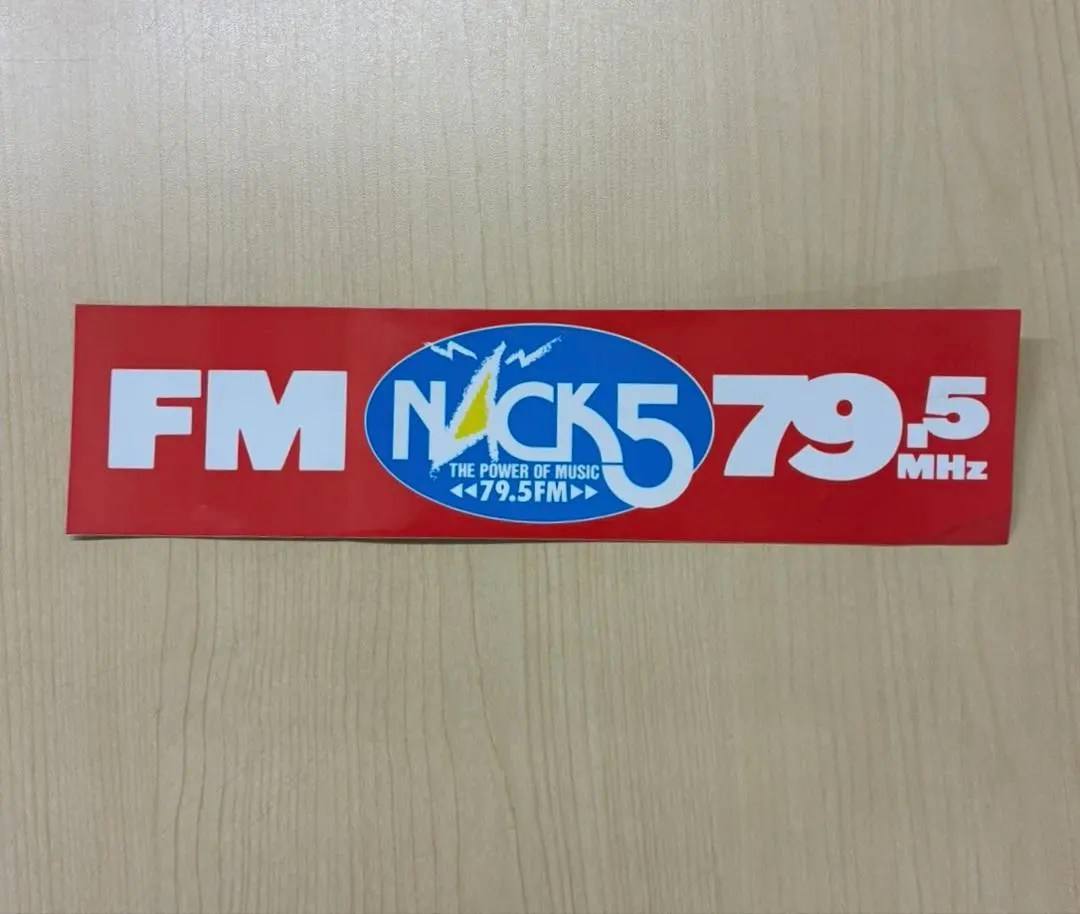 FM
NACK5
THE POWER OF MUSIC
◀◀79.5FM▶▶
79.5
MHz